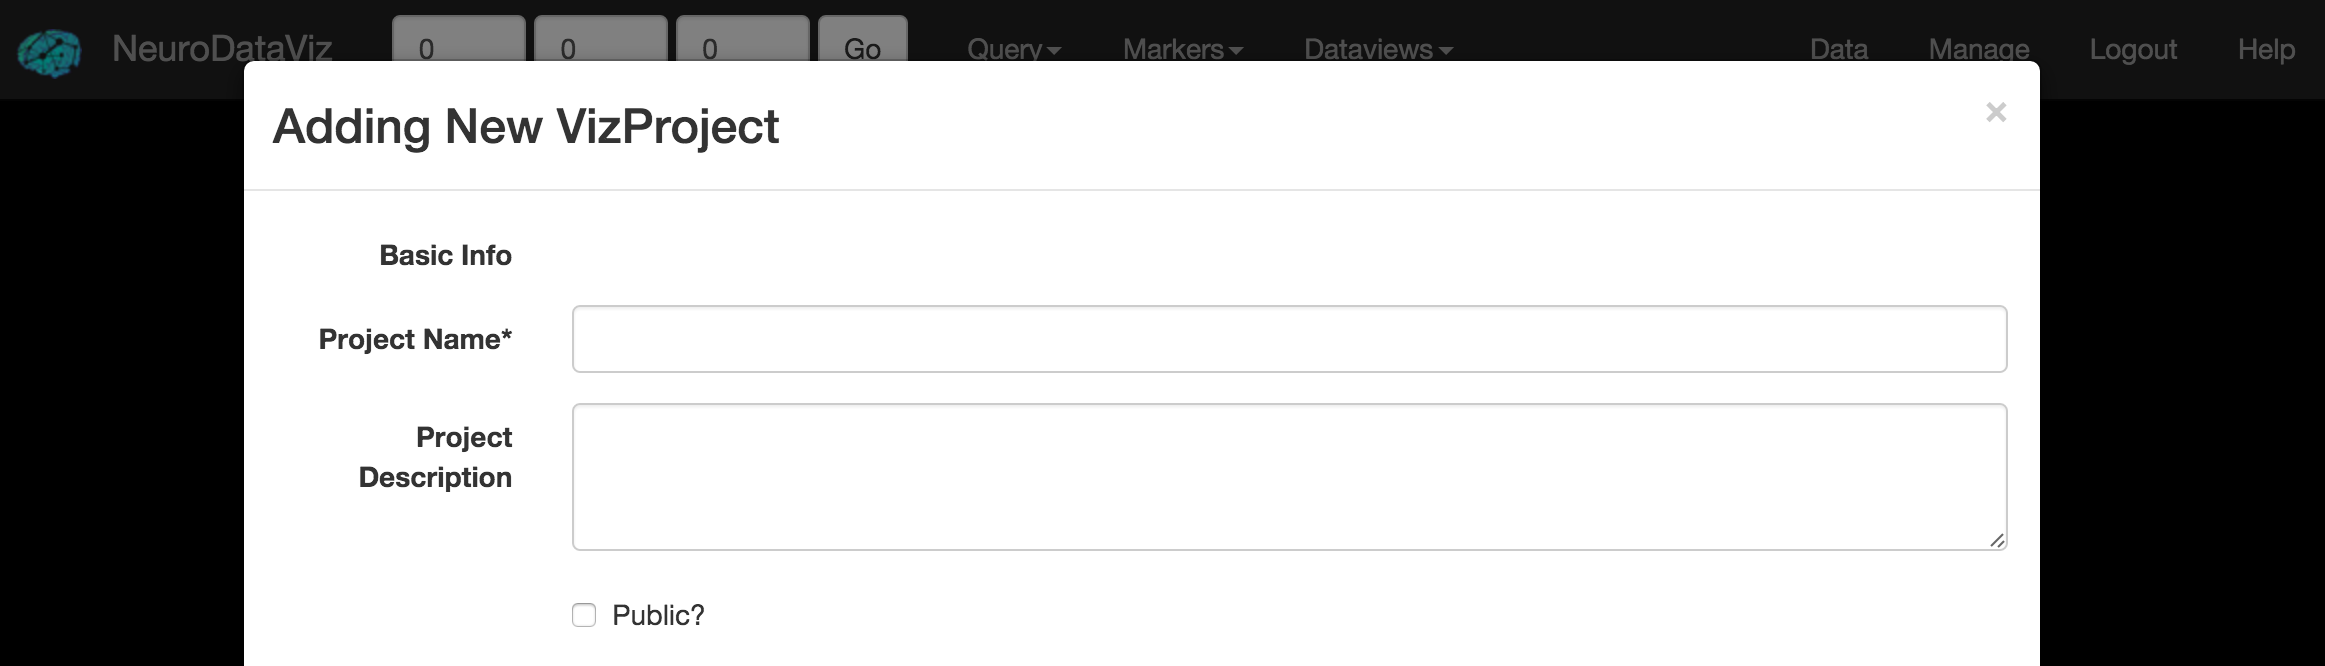 NeuroDataViz 0 0 0 Go Query Markers Dataviews Data Manage Logout Help
Adding New VizProject ×
Basic Info
Project Name*
Project
Description
Public?